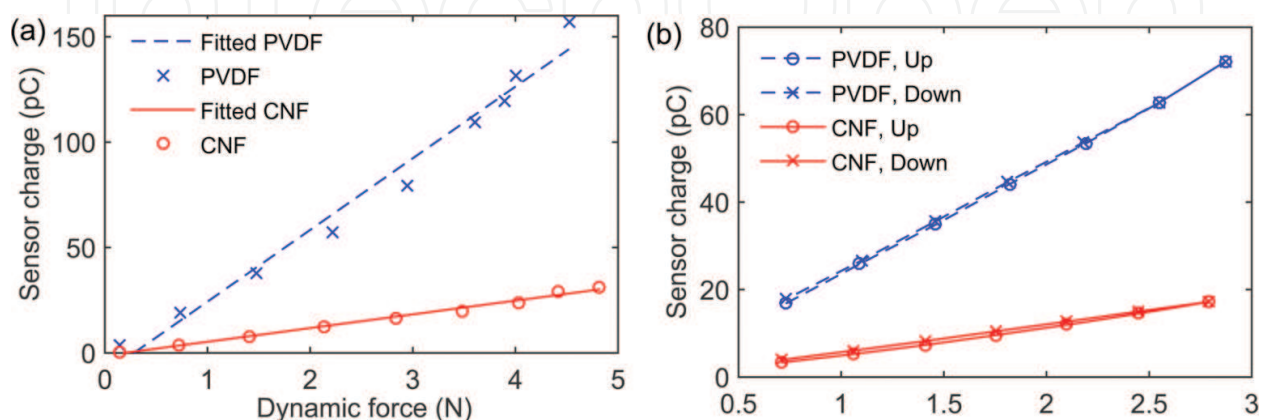 (a)
150
100
50
0
Sensor charge (pC)
Fitted PVDF
PVDF
Fitted CNF
CNF
0 1 2 3 4 5
Dynamic force (N)
(b)
80
60
40
20
0
Sensor charge (pC)
PVDF, Up
PVDF, Down
CNF, Up
CNF, Down
0.5 1 1.5 2 2.5 3